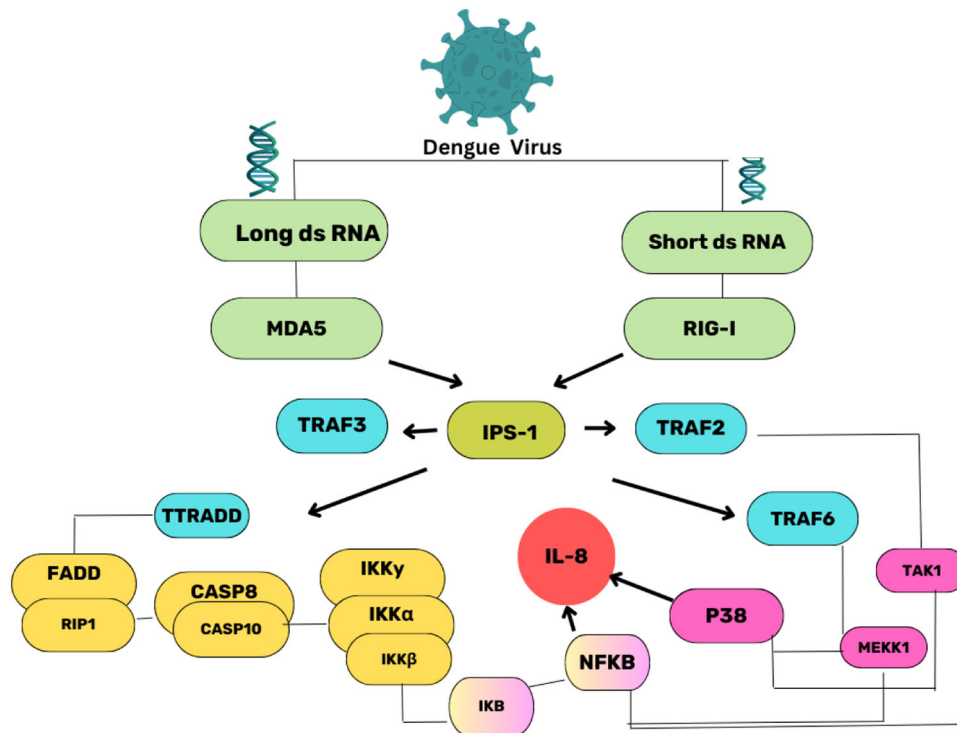 Dengue Virus
Long ds RNA
Short ds RNA
MDA5
RIG-I
TRAF3
IPS-1
TRAF2
TTRADD
TRAF6
IL-8
FADD
CASP8
IKKy
TAK1
RIP1
CASP10
IKKα
P38
IKKβ
NFKB
MEKK1
IKB